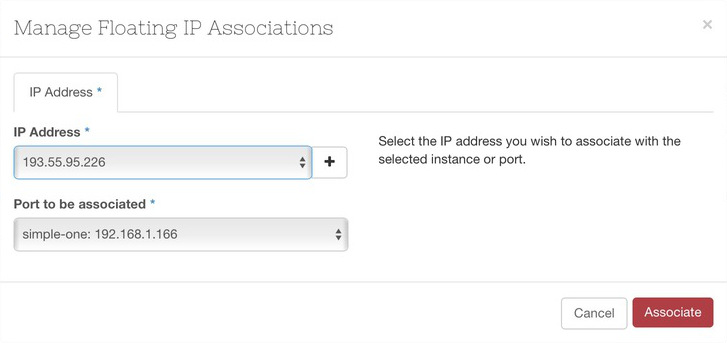 Manage Floating IP Associations
×
IP Address *
IP Address *
193.55.95.226
+
Select the IP address you wish to associate with the
selected instance or port.
Port to be associated *
simple-one: 192.168.1.166
Cancel
Associate